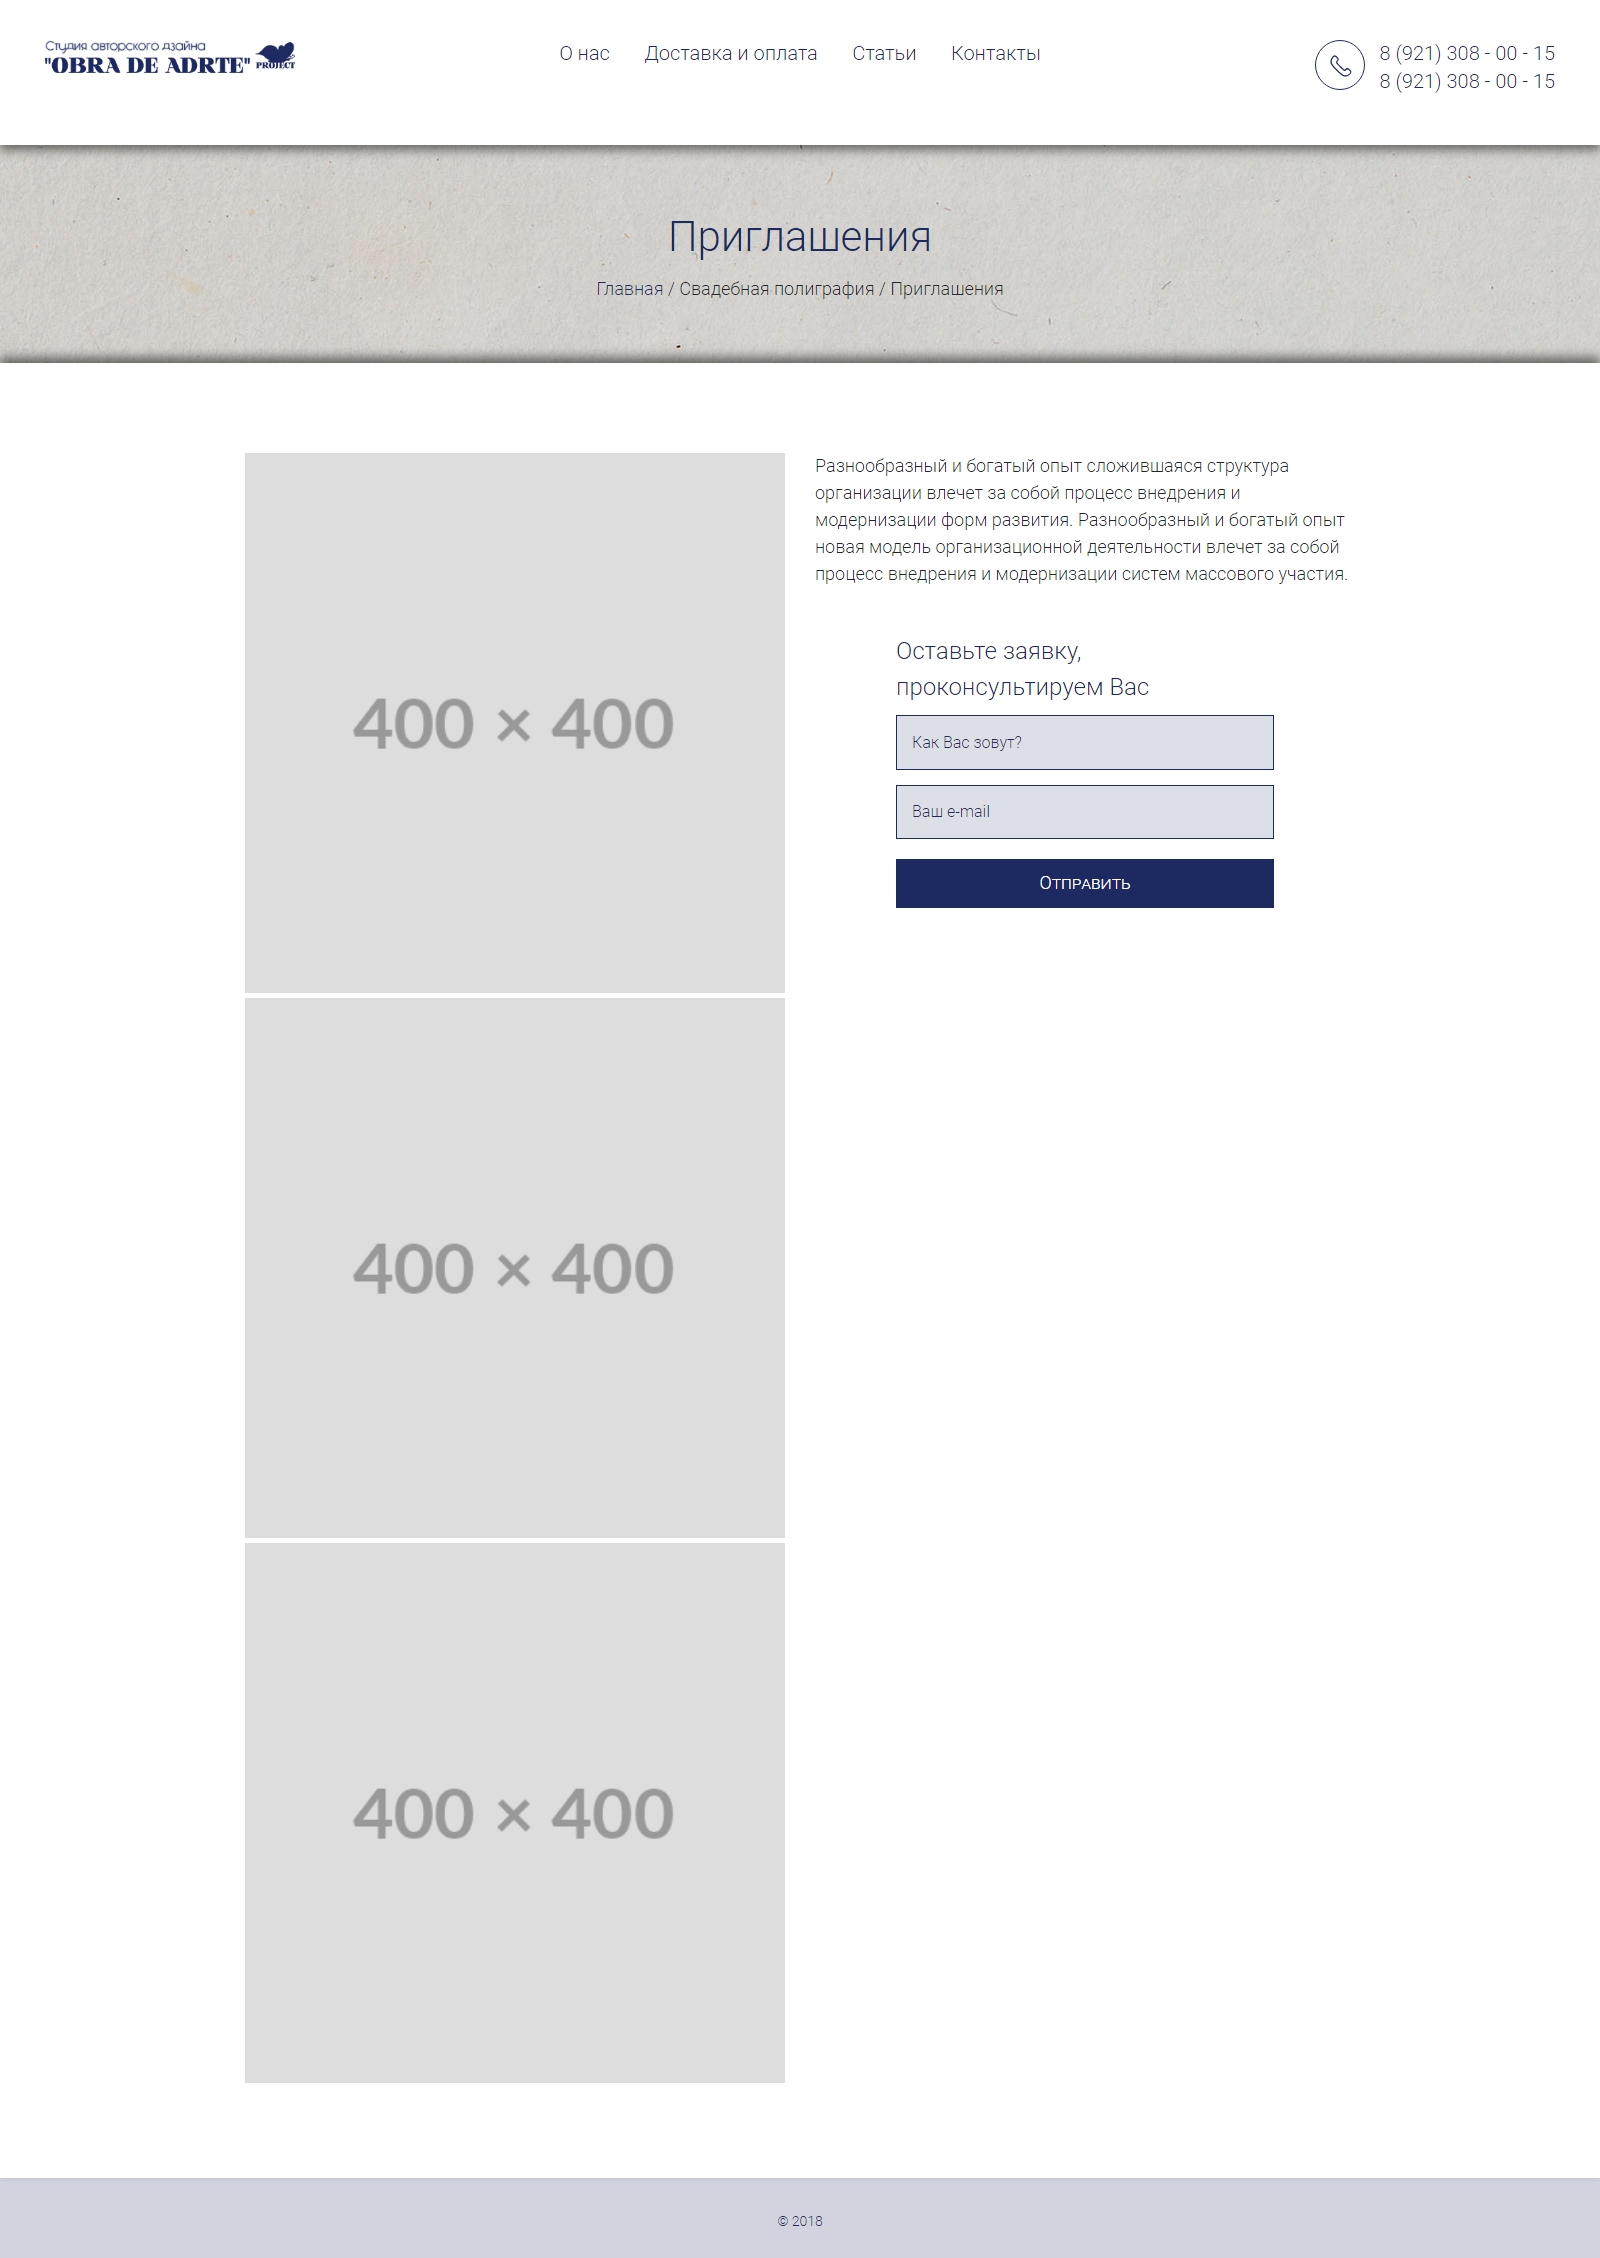 Студия авторского дзайна
"OBRA DE ADRTE" PROJECT
О нас Доставка и оплата Статьи Контакты
8 (921) 308 - 00 - 15
8 (921) 308 - 00 - 15
Приглашения
Главная / Свадебная полиграфия / Приглашения
400 × 400
Разнообразный и богатый опыт сложившаяся структура
организации влечет за собой процесс внедрения и
модернизации форм развития. Разнообразный и богатый опыт
новая модель организационной деятельности влечет за собой
процесс внедрения и модернизации систем массового участия.
Оставьте заявку,
проконсультируем Вас
Как Вас зовут?
Ваш e-mail
Отправить
400 × 400
400 × 400
© 2018